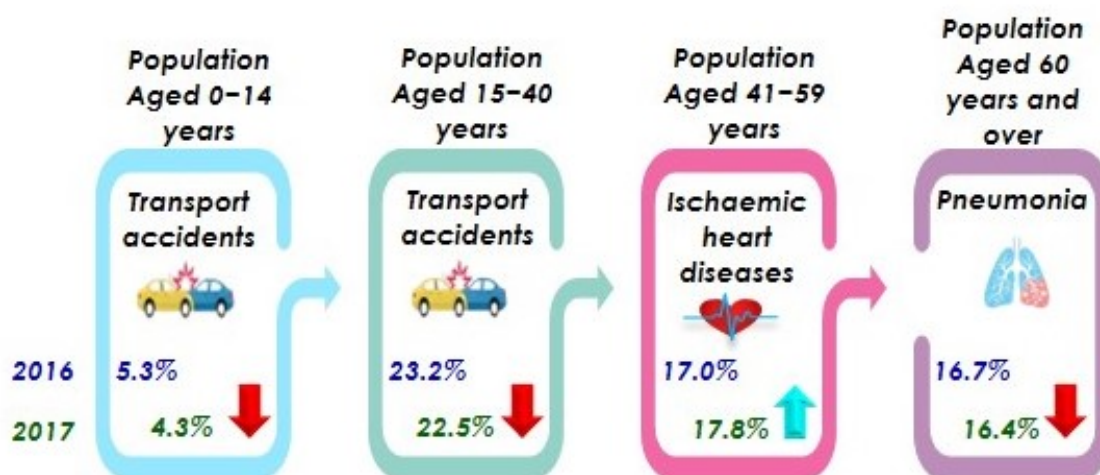 Population
Aged 0–14
years
Population
Aged 15–40
years
Population
Aged 41–59
years
Population
Aged 60
years and
over
Transport
accidents
Transport
accidents
Ischaemic
heart
diseases
Pneumonia
2016 5.3% 23.2% 17.0% 16.7%
2017 4.3% 22.5% 17.8% 16.4%